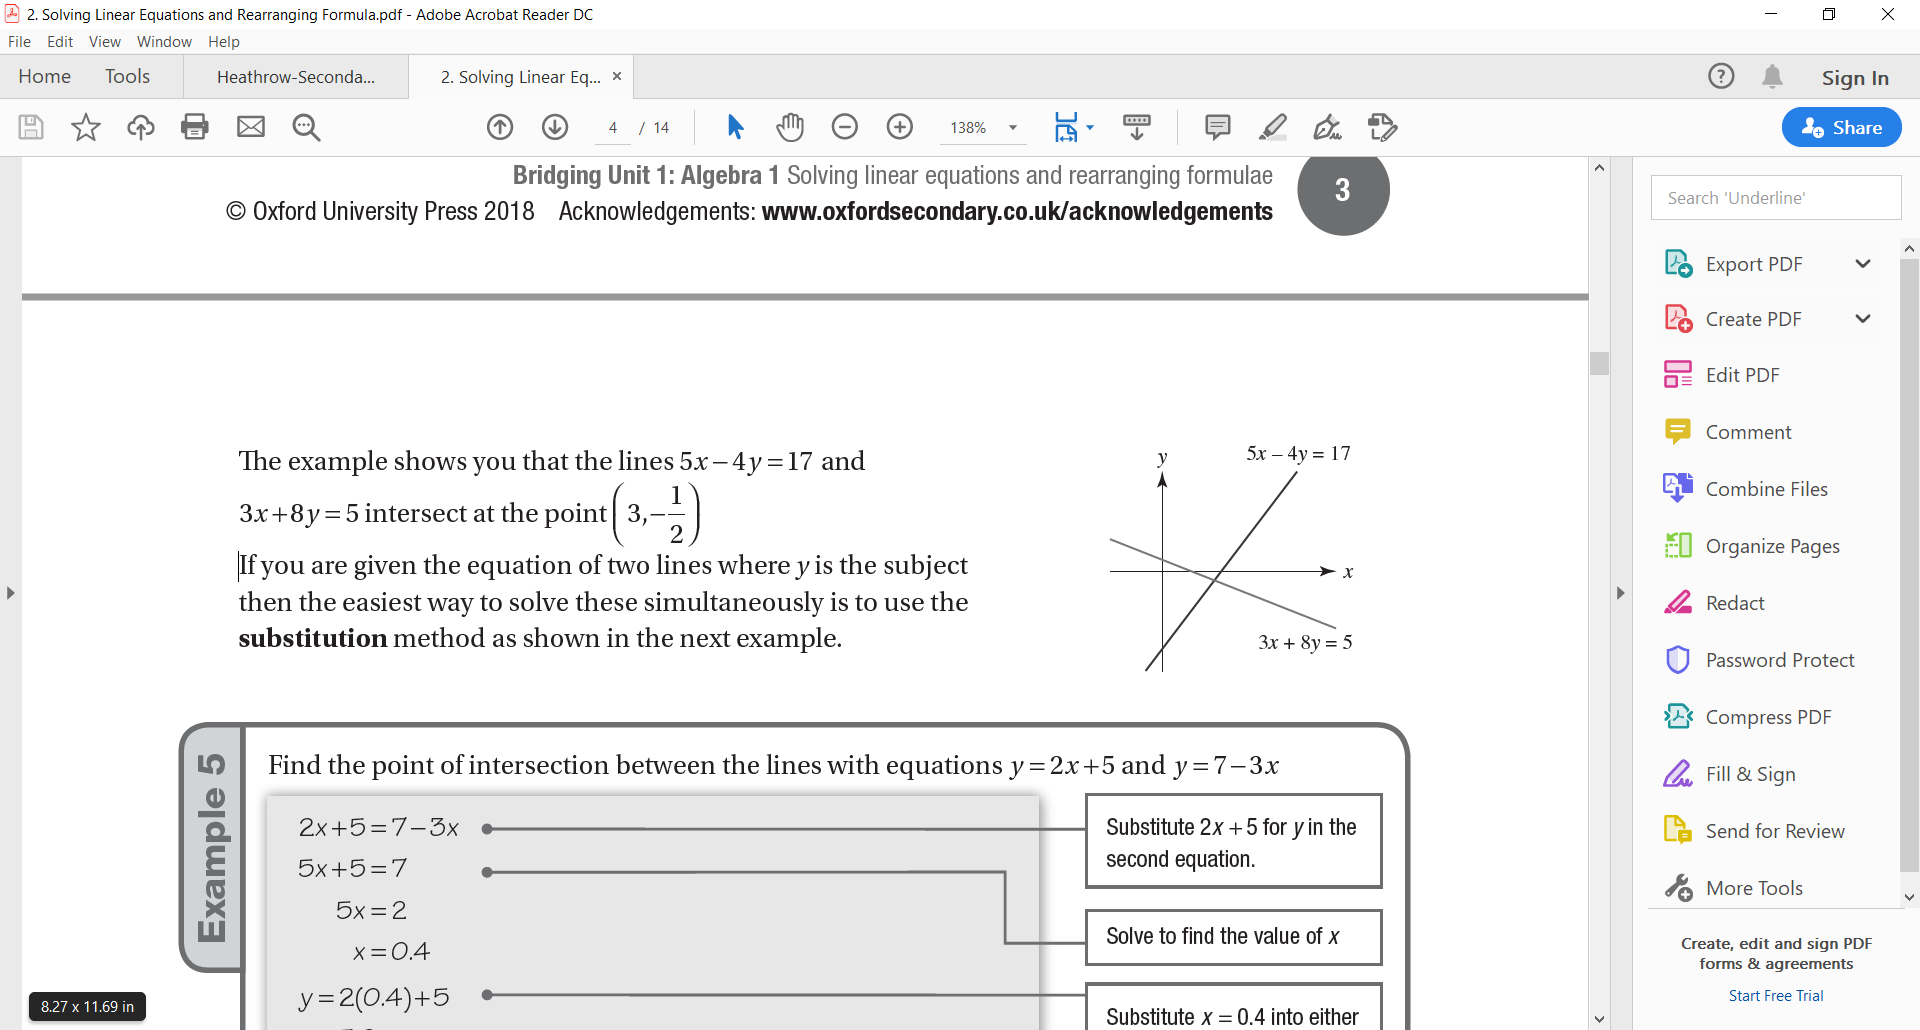 2. Solving Linear Equations and Rearranging Formula.pdf - Adobe Acrobat Reader DC
File Edit View Window Help
Home Tools Heathrow-Seconda... 2. Solving Linear Eq... × Sign In
4 / 14 138% Share
Bridging Unit 1: Algebra 1 Solving linear equations and rearranging formulae 3
© Oxford University Press 2018 Acknowledgements: www.oxfordsecondary.co.uk/acknowledgements
The example shows you that the lines 5x – 4y = 17 and
3x + 8y = 5 intersect at the point (3, –1/2)
If you are given the equation of two lines where y is the subject
then the easiest way to solve these simultaneously is to use the
substitution method as shown in the next example.
y
5x – 4y = 17
x
3x + 8y = 5
Example 5
Find the point of intersection between the lines with equations y = 2x + 5 and y = 7 – 3x
2x + 5 = 7 – 3x
5x + 5 = 7
5x = 2
x = 0.4
y = 2(0.4) + 5
Substitute 2x + 5 for y in the
second equation.
Solve to find the value of x
Substitute x = 0.4 into either
8.27 x 11.69 in
Search 'Underline'
Export PDF
Create PDF
Edit PDF
Comment
Combine Files
Organize Pages
Redact
Password Protect
Compress PDF
Fill & Sign
Send for Review
More Tools
Create, edit and sign PDF
forms & agreements
Start Free Trial